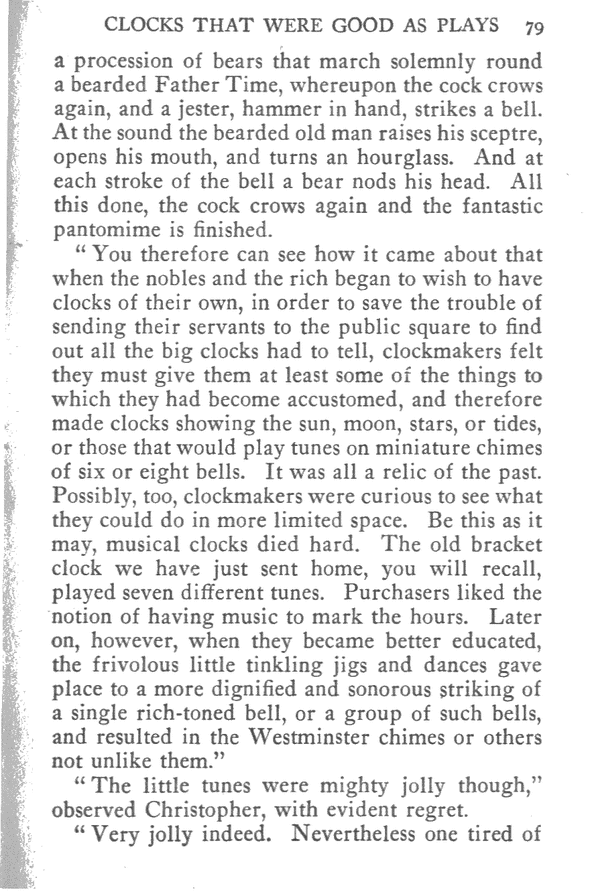 CLOCKS THAT WERE GOOD AS PLAYS 79
a procession of bears that march solemnly round
a bearded Father Time, whereupon the cock crows
again, and a jester, hammer in hand, strikes a bell.
At the sound the bearded old man raises his sceptre,
opens his mouth, and turns an hourglass. And at
each stroke of the bell a bear nods his head. All
this done, the cock crows again and the fantastic
pantomime is finished.
“ You therefore can see how it came about that
when the nobles and the rich began to wish to have
clocks of their own, in order to save the trouble of
sending their servants to the public square to find
out all the big clocks had to tell, clockmakers felt
they must give them at least some of the things to
which they had become accustomed, and therefore
made clocks showing the sun, moon, stars, or tides,
or those that would play tunes on miniature chimes
of six or eight bells. It was all a relic of the past.
Possibly, too, clockmakers were curious to see what
they could do in more limited space. Be this as it
may, musical clocks died hard. The old bracket
clock we have just sent home, you will recall,
played seven different tunes. Purchasers liked the
notion of having music to mark the hours. Later
on, however, when they became better educated,
the frivolous little tinkling jigs and dances gave
place to a more dignified and sonorous striking of
a single rich-toned bell, or a group of such bells,
and resulted in the Westminster chimes or others
not unlike them.”
“ The little tunes were mighty jolly though,”
observed Christopher, with evident regret.
“ Very jolly indeed. Nevertheless one tired of